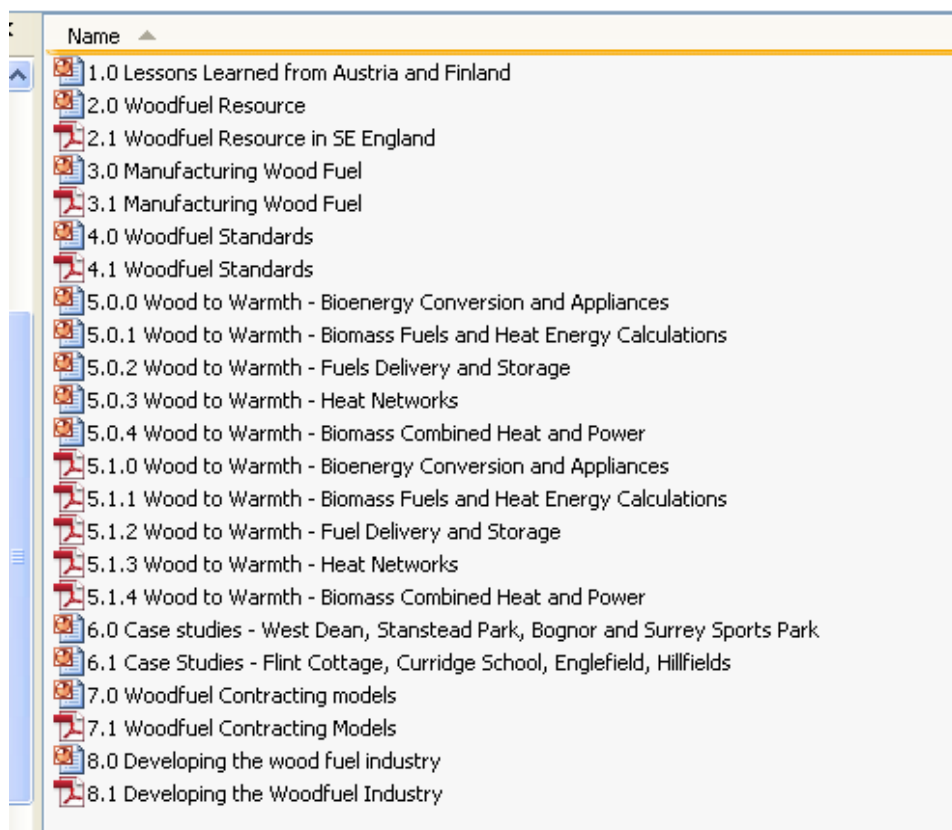 Name
1.0 Lessons Learned from Austria and Finland
2.0 Woodfuel Resource
2.1 Woodfuel Resource in SE England
3.0 Manufacturing Wood Fuel
3.1 Manufacturing Wood Fuel
4.0 Woodfuel Standards
4.1 Woodfuel Standards
5.0.0 Wood to Warmth - Bioenergy Conversion and Appliances
5.0.1 Wood to Warmth - Biomass Fuels and Heat Energy Calculations
5.0.2 Wood to Warmth - Fuels Delivery and Storage
5.0.3 Wood to Warmth - Heat Networks
5.0.4 Wood to Warmth - Biomass Combined Heat and Power
5.1.0 Wood to Warmth - Bioenergy Conversion and Appliances
5.1.1 Wood to Warmth - Biomass Fuels and Heat Energy Calculations
5.1.2 Wood to Warmth - Fuel Delivery and Storage
5.1.3 Wood to Warmth - Heat Networks
5.1.4 Wood to Warmth - Biomass Combined Heat and Power
6.0 Case studies - West Dean, Stanstead Park, Bognor and Surrey Sports Park
6.1 Case Studies - Flint Cottage, Curridge School, Englefield, Hillfields
7.0 Woodfuel Contracting models
7.1 Woodfuel Contracting Models
8.0 Developing the wood fuel industry
8.1 Developing the Woodfuel Industry